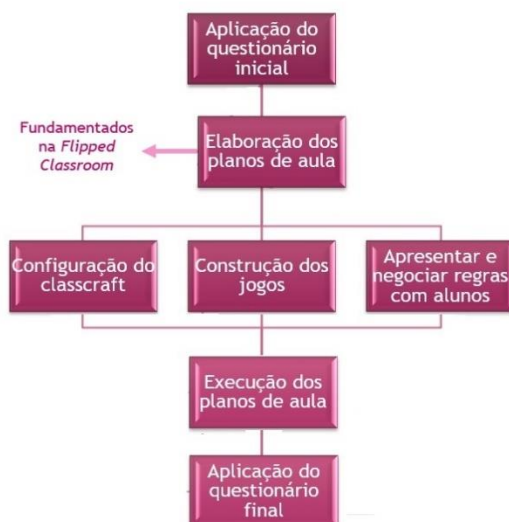 Aplicação do
questionário
inicial
Fundamentados
na Flipped
Classroom
Elaboração dos
planos de aula
Configuração do
classcraft
Construção dos
jogos
Apresentar e
negociar regras
com alunos
Execução dos
planos de aula
Aplicação do
questionário
final